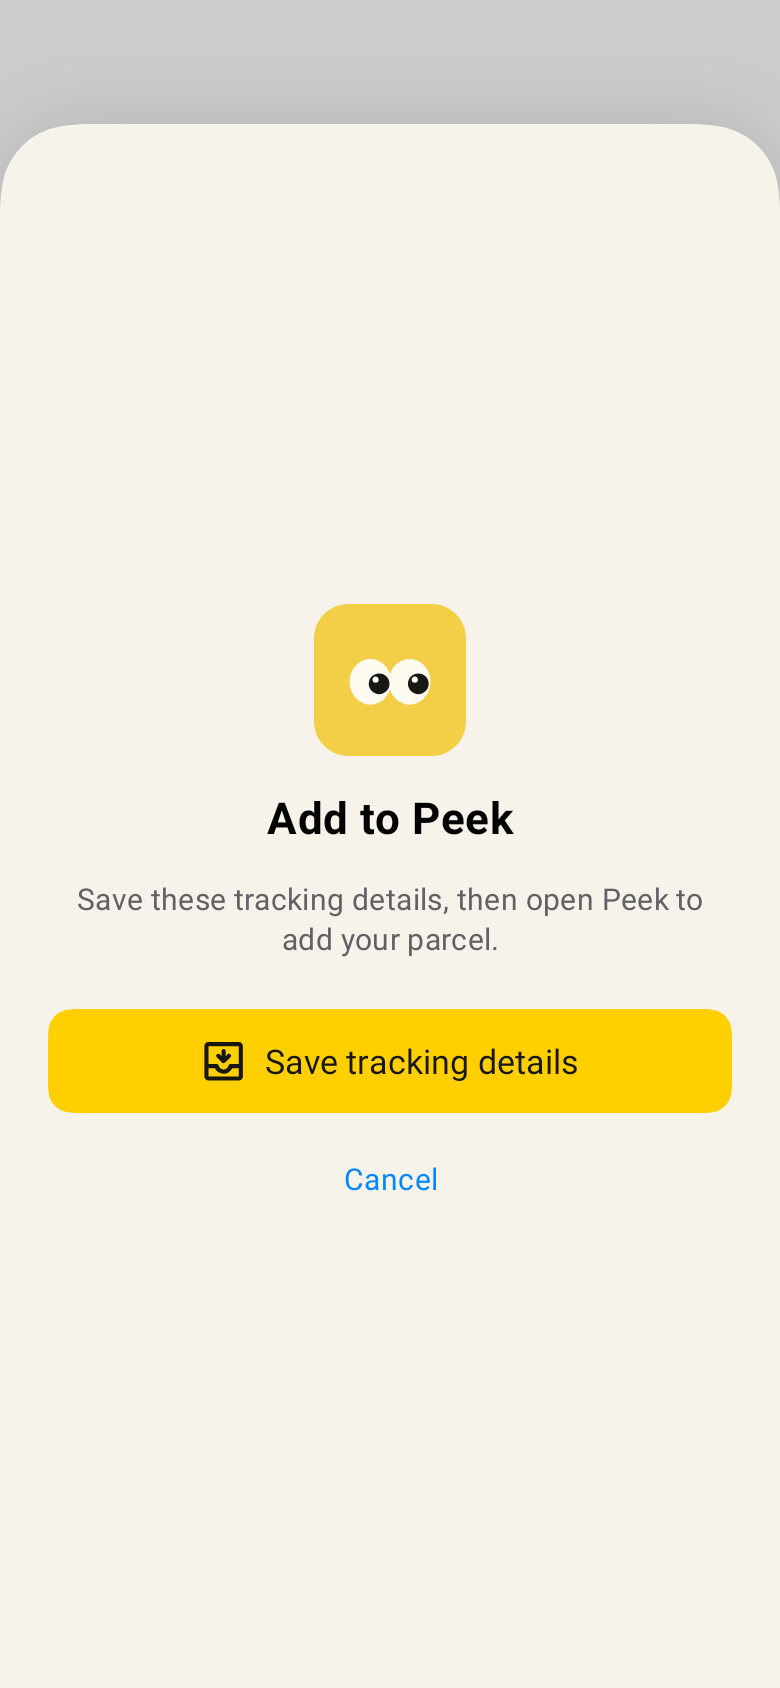 Add to Peek
Save these tracking details, then open Peek to
add your parcel.
Save tracking details
Cancel